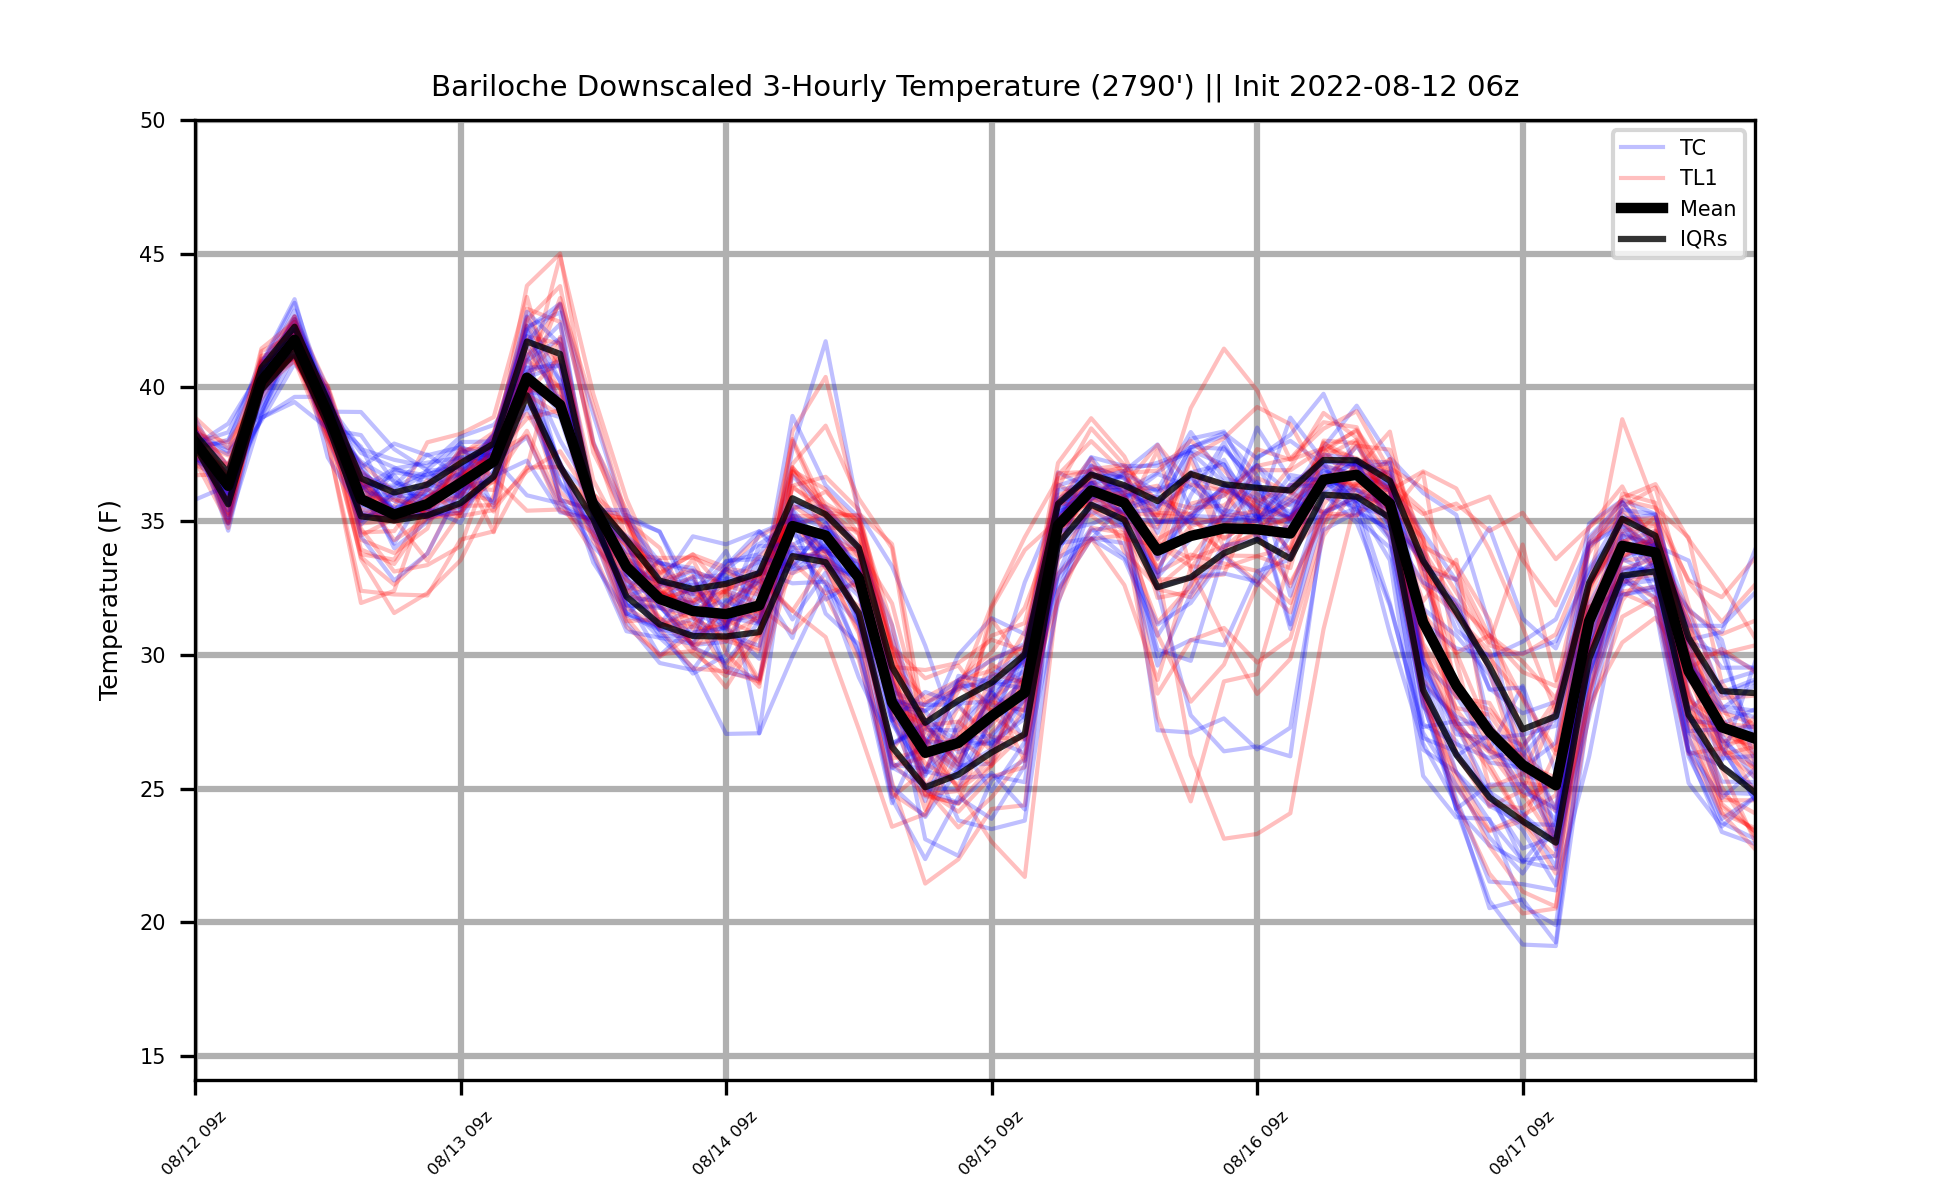 Bariloche Downscaled 3-Hourly Temperature (2790') || Init 2022-08-12 06z
Temperature (F)
50
45
40
35
30
25
20
15
TC
TL1
Mean
IQRs
08/12 09z
08/13 09z
08/14 09z
08/15 09z
08/16 09z
08/17 09z